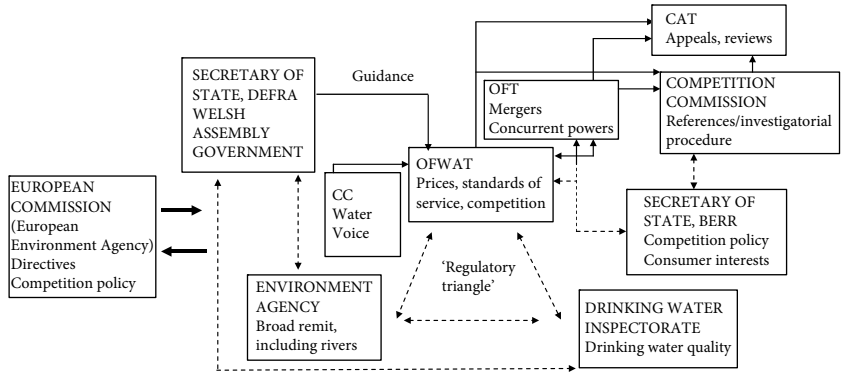 CAT
Appeals, reviews
SECRETARY OF
STATE, DEFRA
WELSH
ASSEMBLY
GOVERNMENT
Guidance
OFT
Mergers
Concurrent powers
COMPETITION
COMMISSION
References/investigatorial
procedure
OFWAT
Prices, standards of
service, competition
CC
Water
Voice
EUROPEAN
COMMISSION
(European
Environment Agency)
Directives
Competition policy
SECRETARY OF
STATE, BERR
Competition policy
Consumer interests
‘Regulatory
triangle’
ENVIRONMENT
AGENCY
Broad remit,
including rivers
DRINKING WATER
INSPECTORATE
Drinking water quality